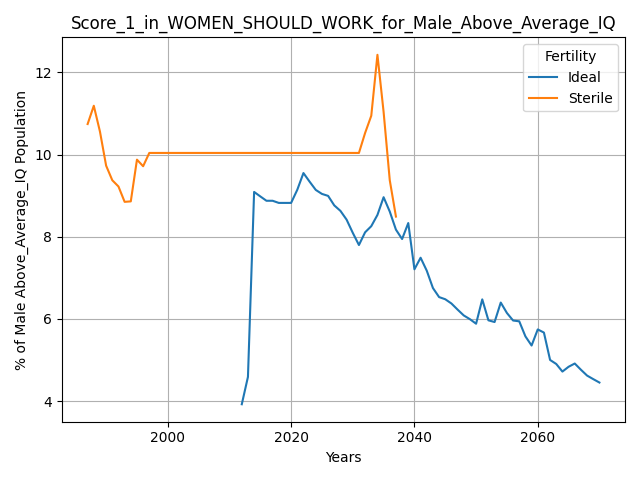 Score_1_in_WOMEN_SHOULD_WORK_for_Male_Above_Average_IQ
Fertility
Ideal
Sterile
% of Male Above_Average_IQ Population
12
10
8
6
4
2000
2020
2040
2060
Years